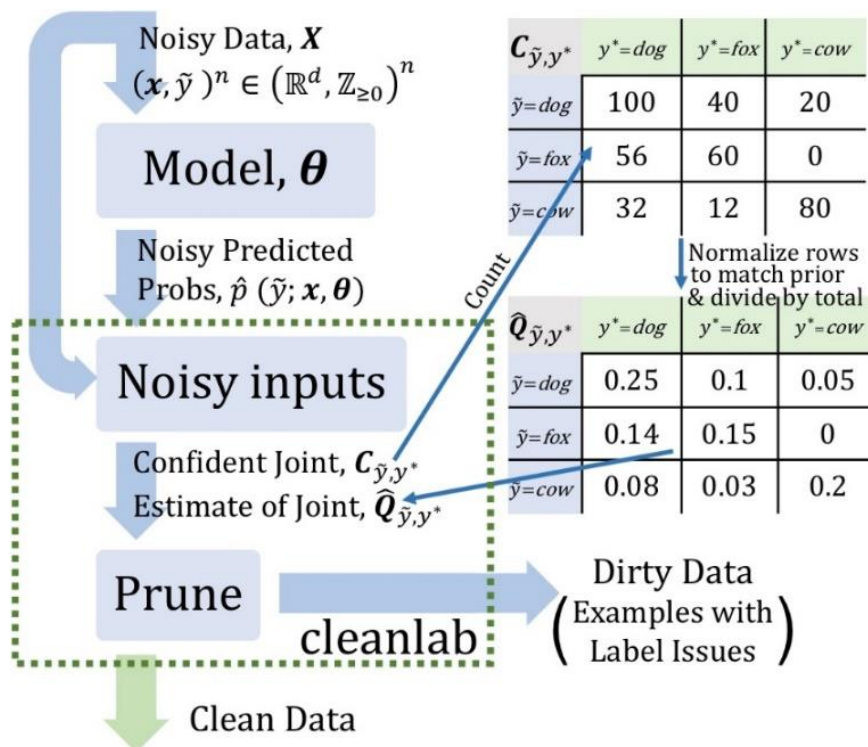 Noisy Data, X
(x, ỹ )ⁿ ∈ (ℝᵈ, ℤ≥0)ⁿ
Model, θ
Noisy Predicted
Probs, p̂ (ỹ; x, θ)
Noisy inputs
Confident Joint, C ỹ,y*
Estimate of Joint, Q̂ ỹ,y*
Prune
cleanlab
Clean Data
Dirty Data
(Examples with
Label Issues)
Count
C ỹ,y* y*=dog y*=fox y*=cow
ỹ=dog 100 40 20
ỹ=fox 56 60 0
ỹ=cow 32 12 80
Normalize rows
to match prior
& divide by total
Q̂ ỹ,y* y*=dog y*=fox y*=cow
ỹ=dog 0.25 0.1 0.05
ỹ=fox 0.14 0.15 0
ỹ=cow 0.08 0.03 0.2